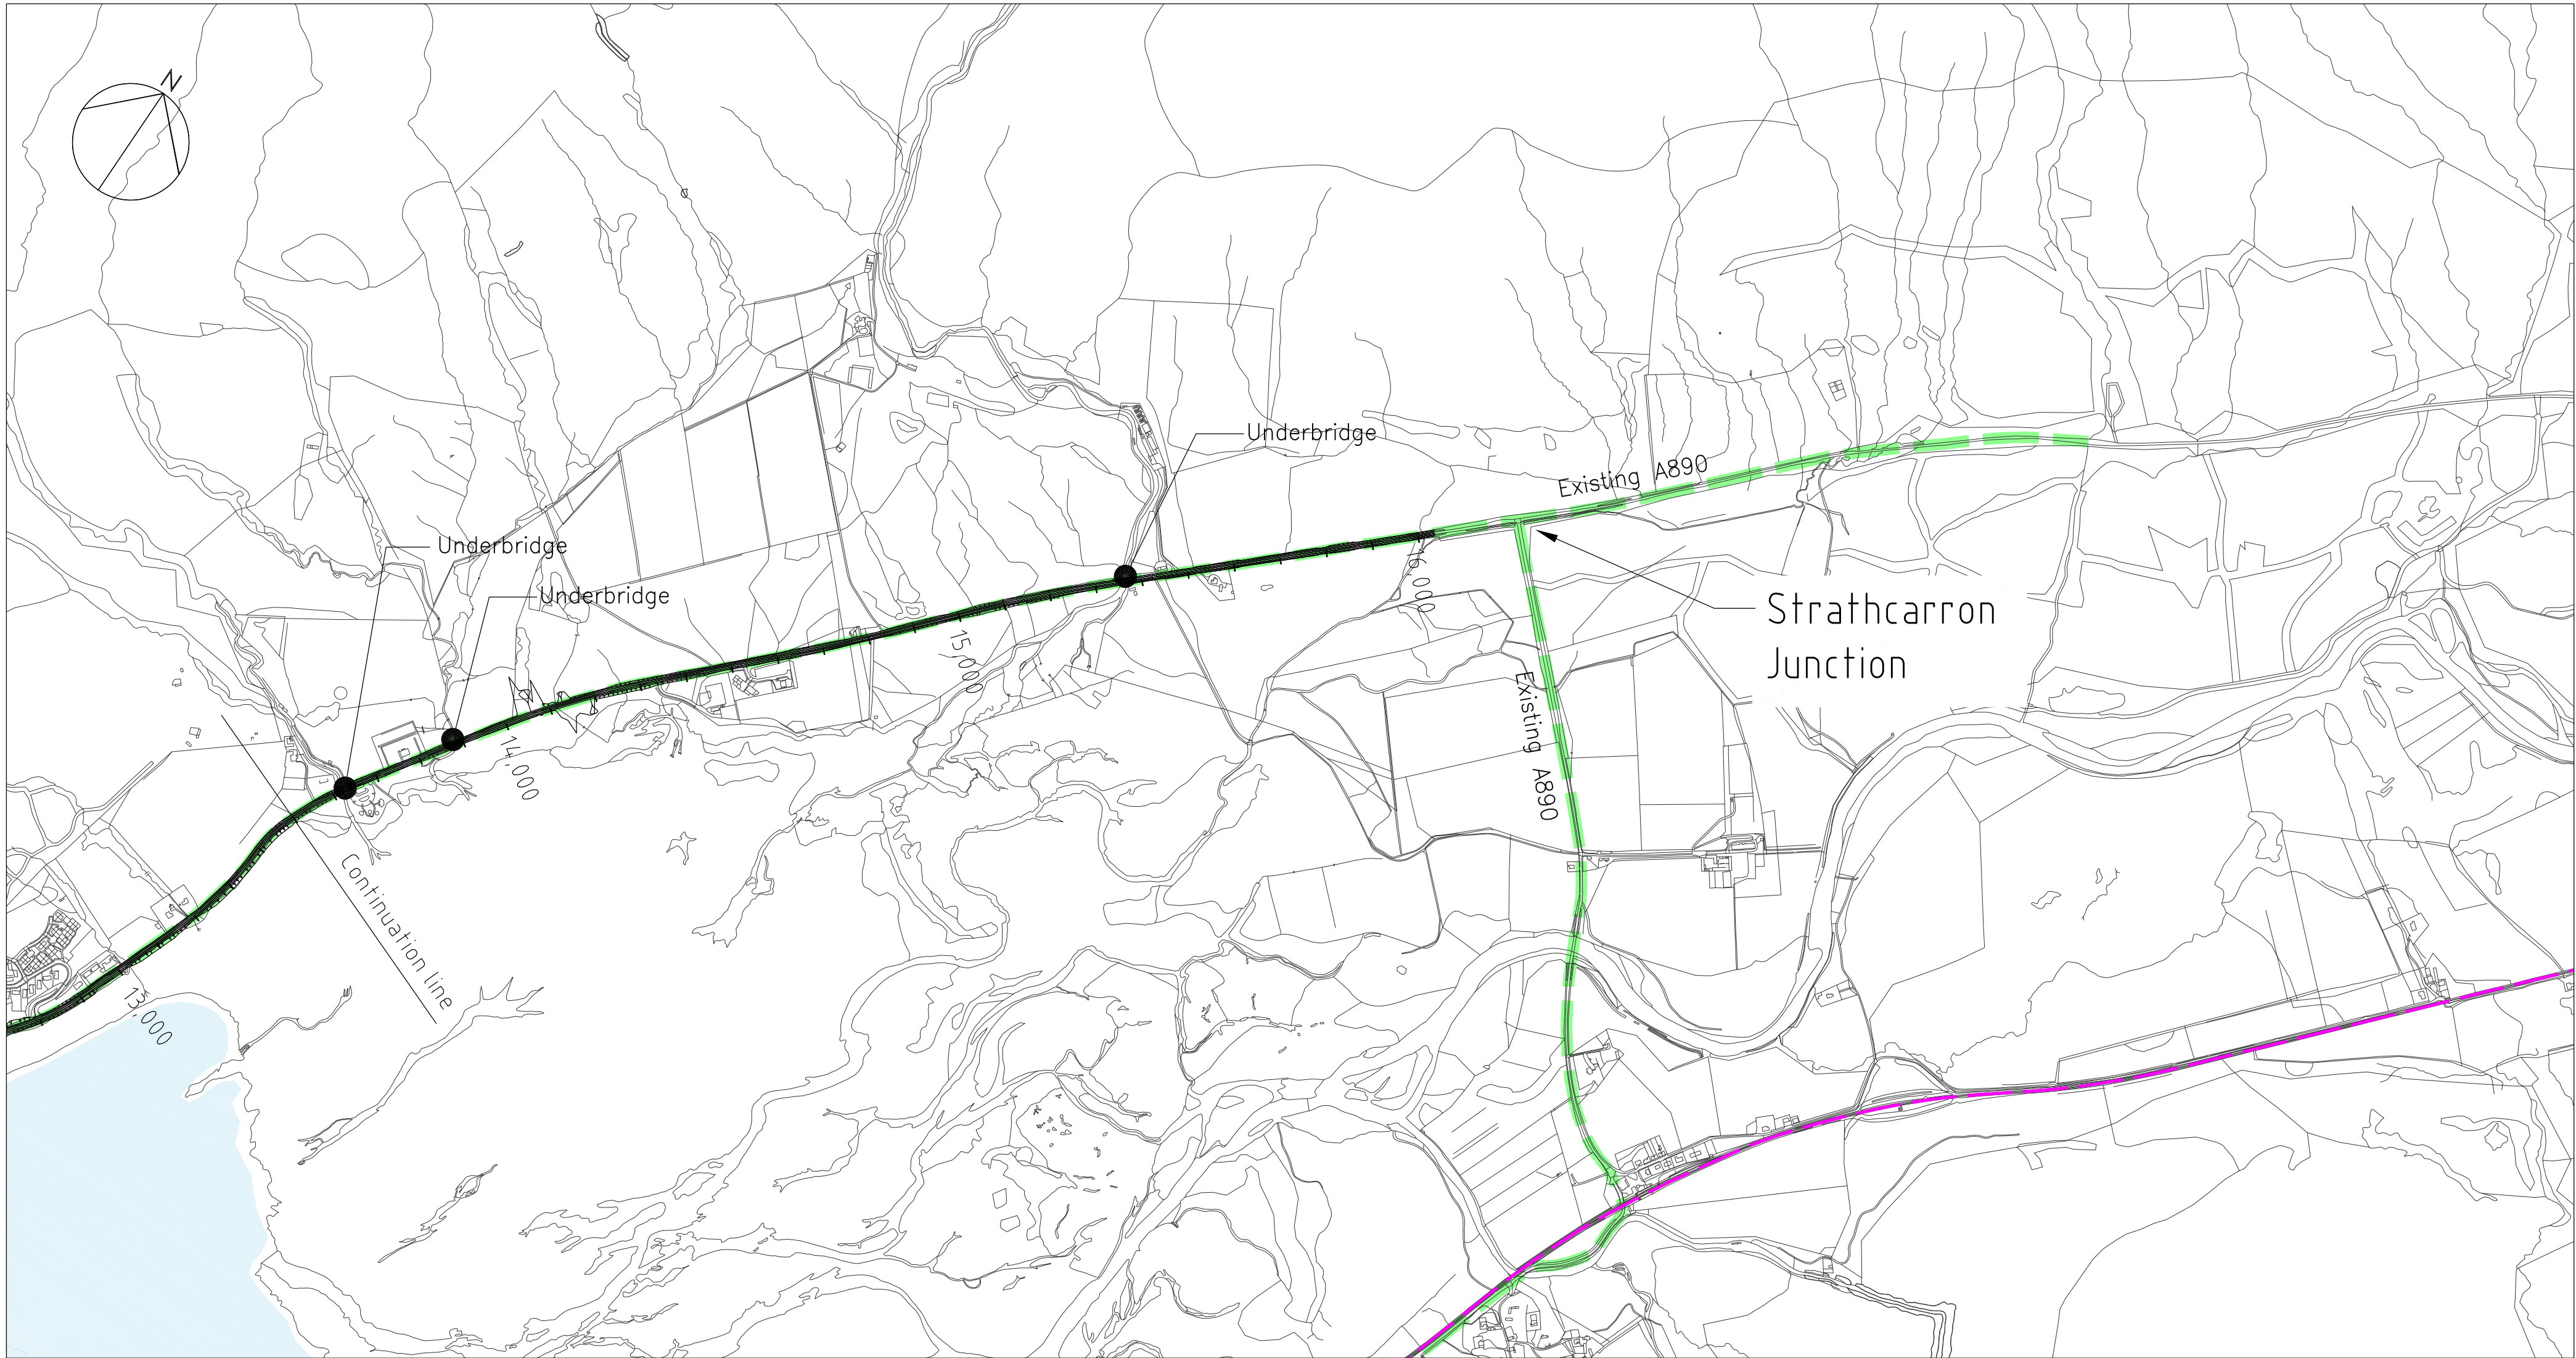 N
Underbridge
Existing A890
Underbridge
Underbridge
16,000
Strathcarron
Junction
15,000
Existing A890
14,000
Continuation line
13,000